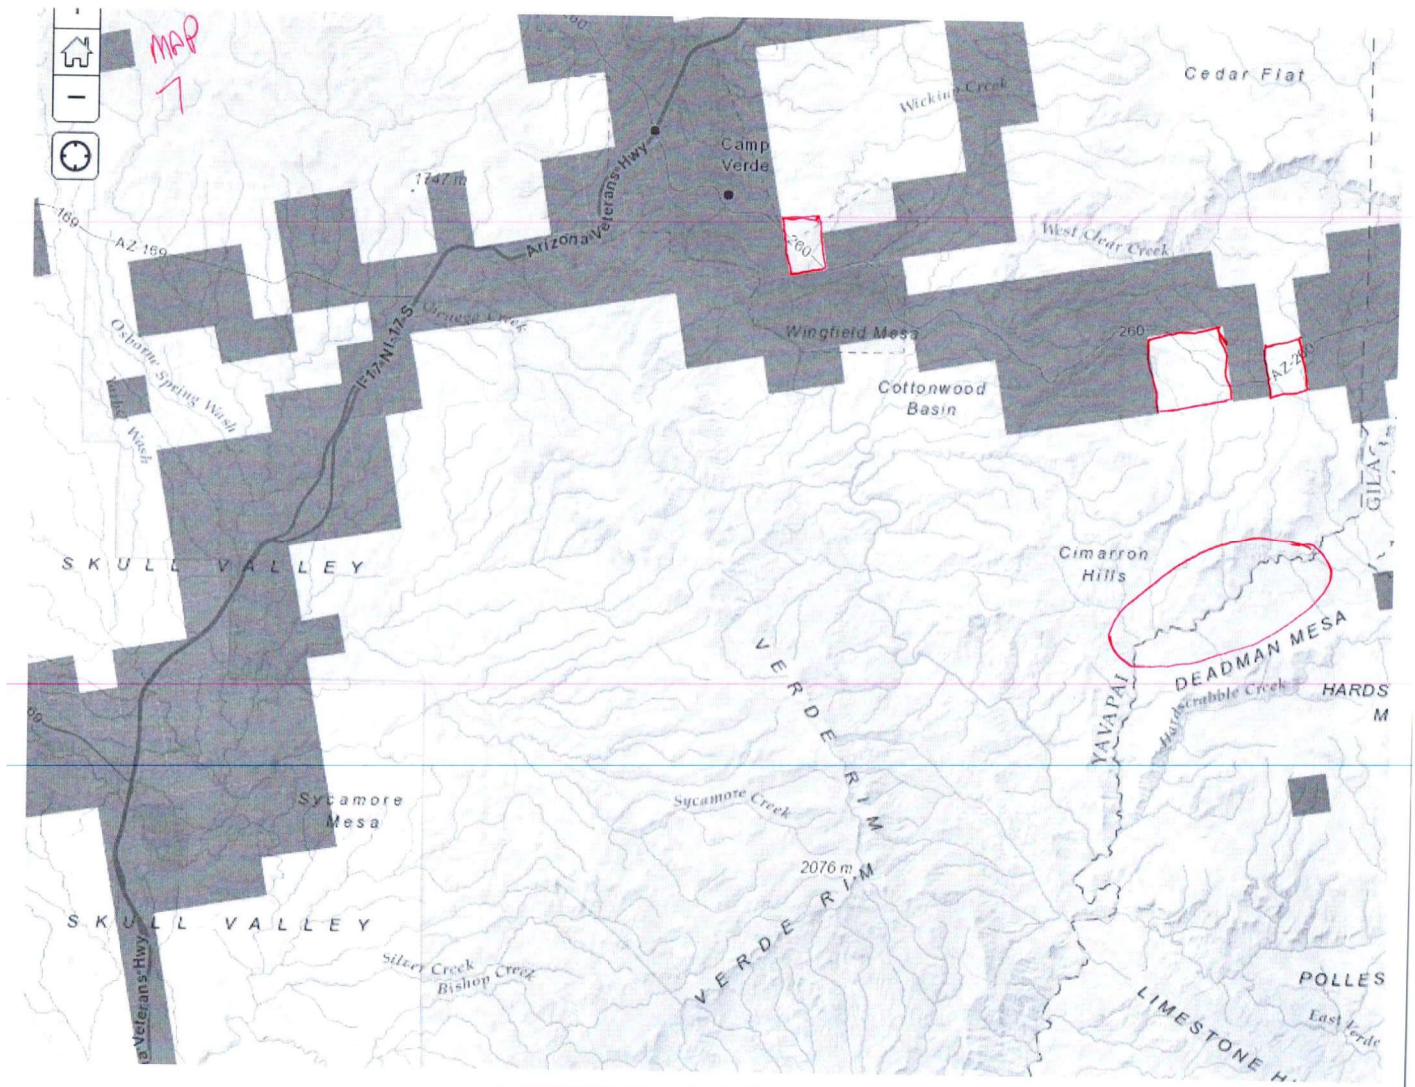 MAP
7
Cedar Flat
Wickiup Creek
Camp
Verde
1747 m
169
AZ-169
Arizona Veterans Hwy
260
West Clear Creek
Cienega Creek
I-17-N I-17-S
Wingfield Mesa
260
AZ-260
Osborne Spring Wash
Cottonwood
Basin
Wash
GILA
SKULL VALLEY
Cimarron
Hills
VERDE RIM
DEADMAN MESA
YAVAPAI
Hardscrabble Creek
HARDS
M
69
Sycamore
Mesa
Sycamore Creek
2076 m
VERDE RIM
SKULL VALLEY
Silver Creek
Bishop Creek
a Veterans Hwy
POLLES
LIMESTONE H
East Verde